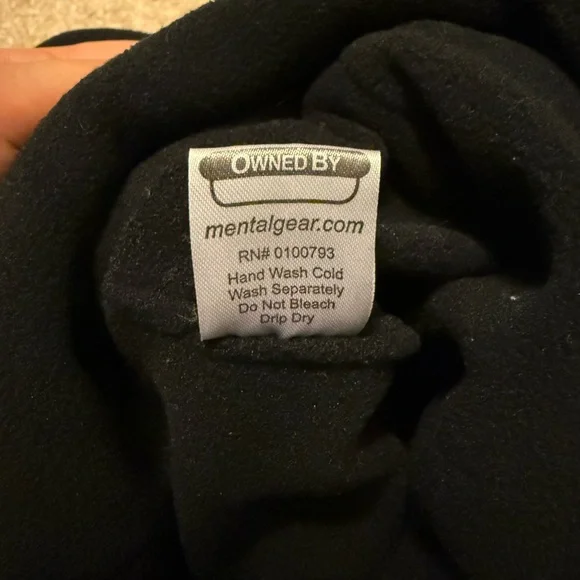 OWNED BY
mentalgear.com
RN# 0100793
Hand Wash Cold
Wash Separately
Do Not Bleach
Drip Dry